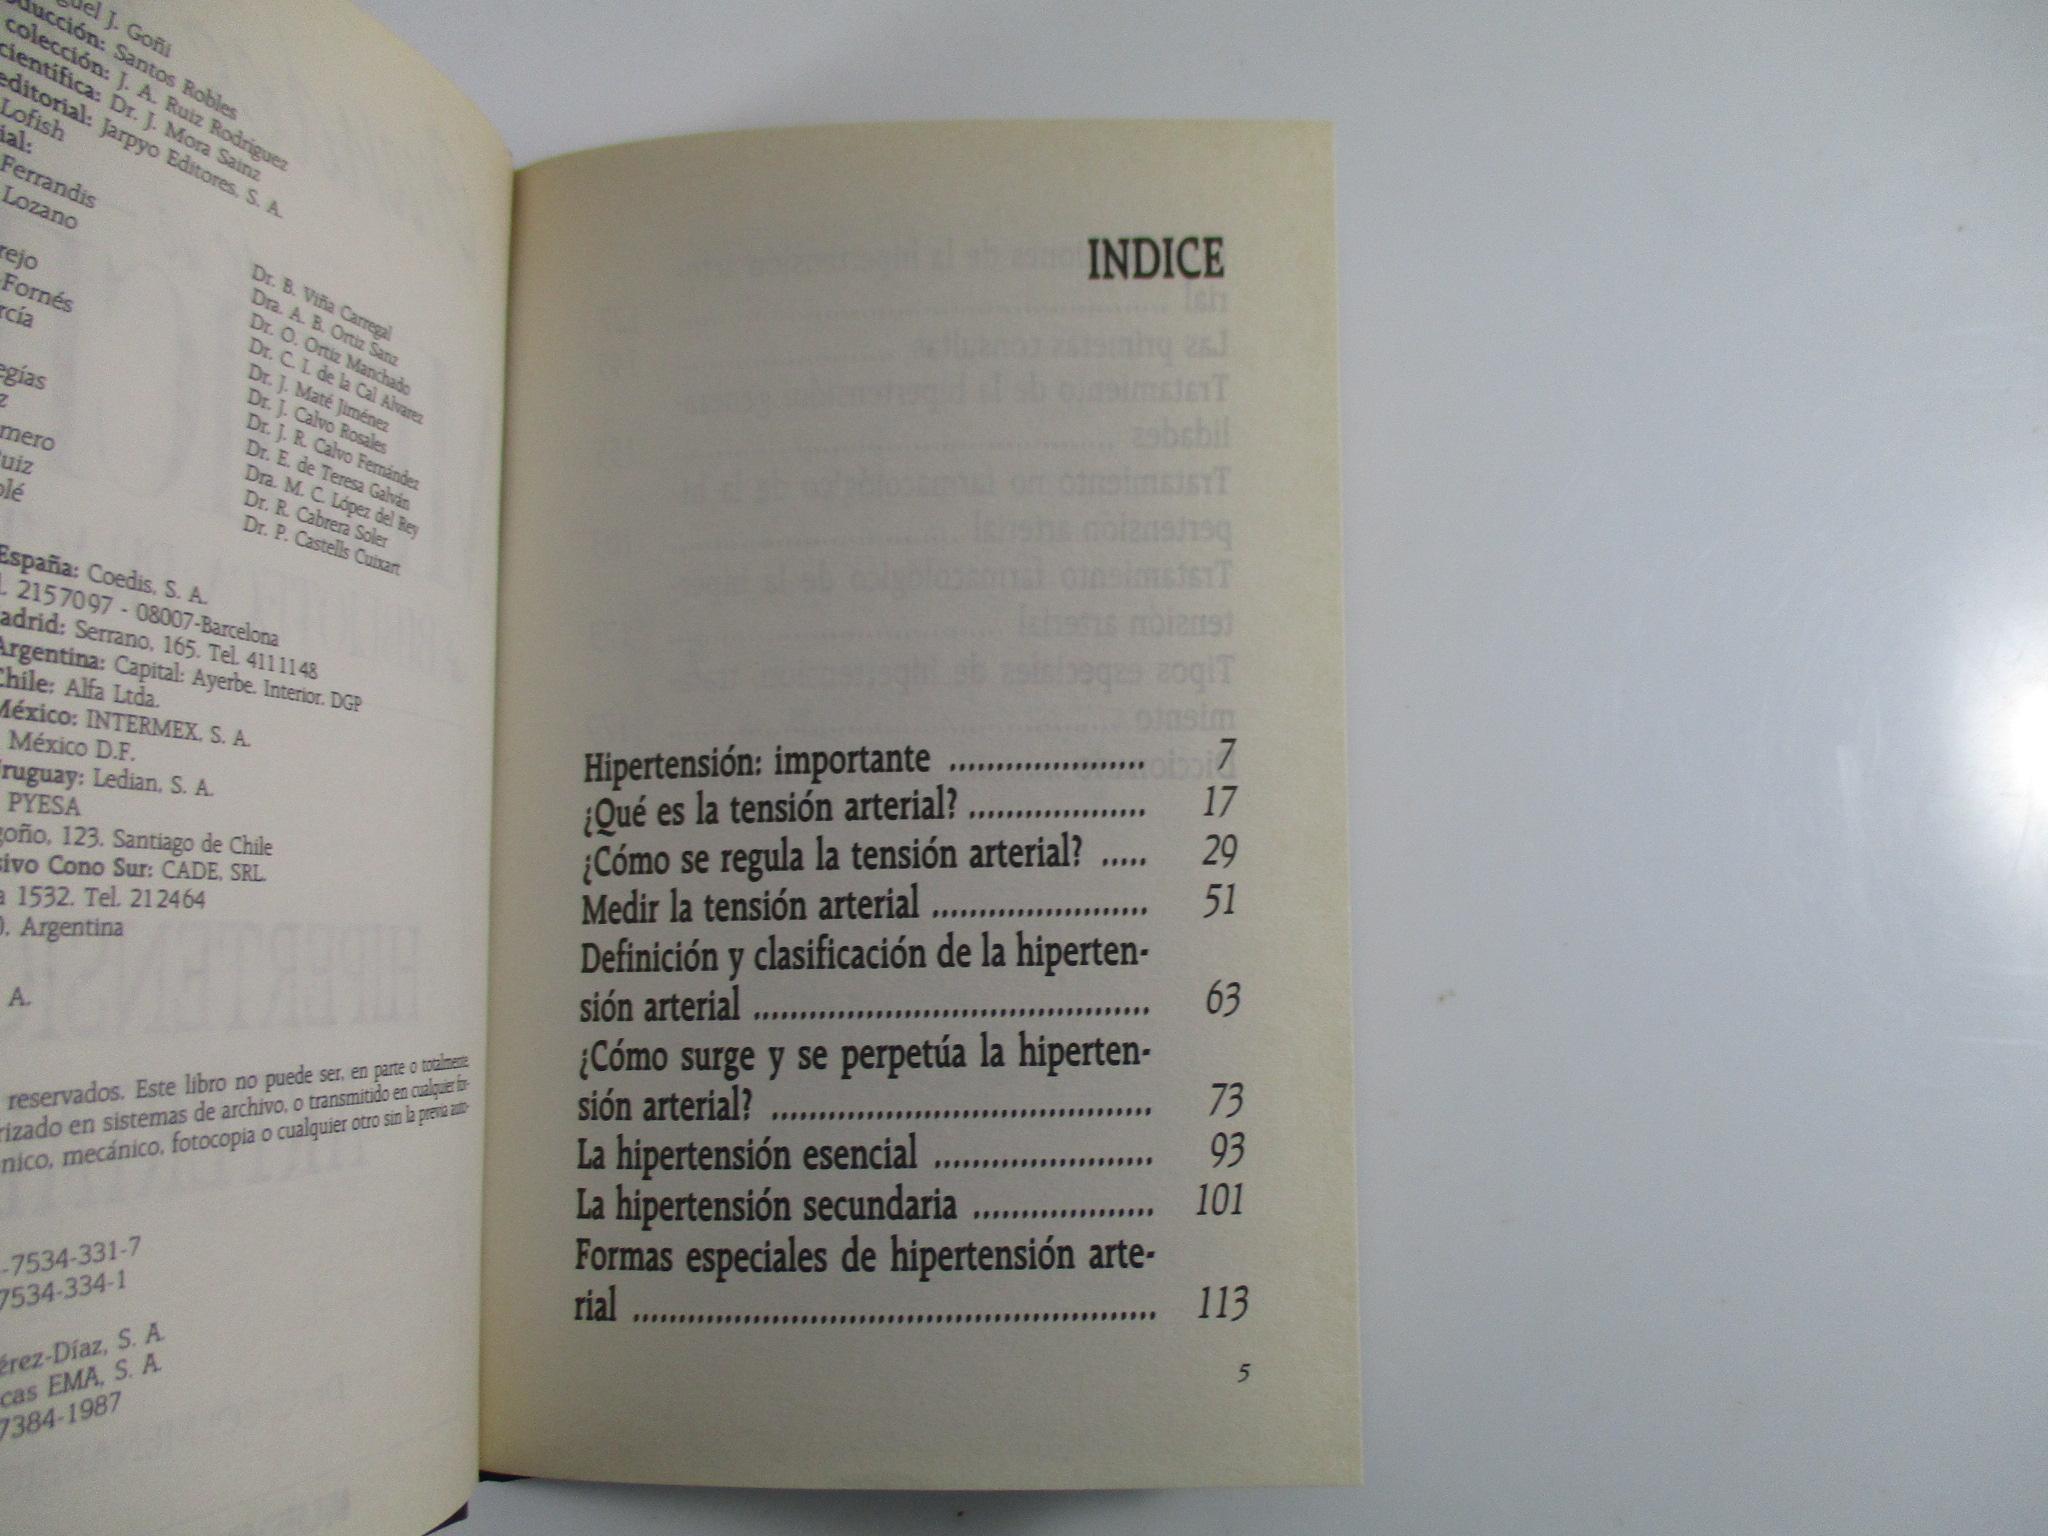 J. Goñi
Santos Robles
colección: J. A. Ruiz Rodríguez
científica: Dr. J. Mora Sainz
editorial: Jarpyo Editores, S. A.
Lofish
Ferrandis
Lozano
Dr. B. Viña Carregal
Dra. A. B. Ortiz Sanz
Dr. O. Ortiz Manchado
Dr. C. I. de la Cal Alvarez
Dr. J. Maté Jiménez
Dr. J. Calvo Rosales
Dr. J. R. Calvo Fernández
Dr. E. de Teresa Galván
Dra. M. C. López del Rey
Dr. R. Cabrera Soler
Dr. P. Castells Cuixart
España: Coedis, S. A.
2157097 - 08007-Barcelona
Serrano, 165. Tel. 4111148
Argentina: Capital: Ayerbe. Interior. DGP
Chile: Alfa Ltda.
México: INTERMEX, S. A.
México D.F.
Uruguay: Ledian, S. A.
PYESA
123. Santiago de Chile
Cono Sur: CADE, SRL.
1532. Tel. 212464
Argentina
A.
reservados. Este libro no puede ser, en parte o totalmente
en sistemas de archivo, o transmitido en cualquier for-
mecánico, fotocopia o cualquier otro sin la previa auto-
-7534-331-7
7534-334-1
S. A.
EMA, S. A.
7384-1987
INDICE
Hipertensión: importante ..................... 7
¿Qué es la tensión arterial? ................... 17
¿Cómo se regula la tensión arterial? ..... 29
Medir la tensión arterial ....................... 51
Definición y clasificación de la hiperten-
sión arterial .......................................... 63
¿Cómo surge y se perpetúa la hiperten-
sión arterial? ........................................ 73
La hipertensión esencial ....................... 93
La hipertensión secundaria ................... 101
Formas especiales de hipertensión arte-
rial ....................................................... 113
5